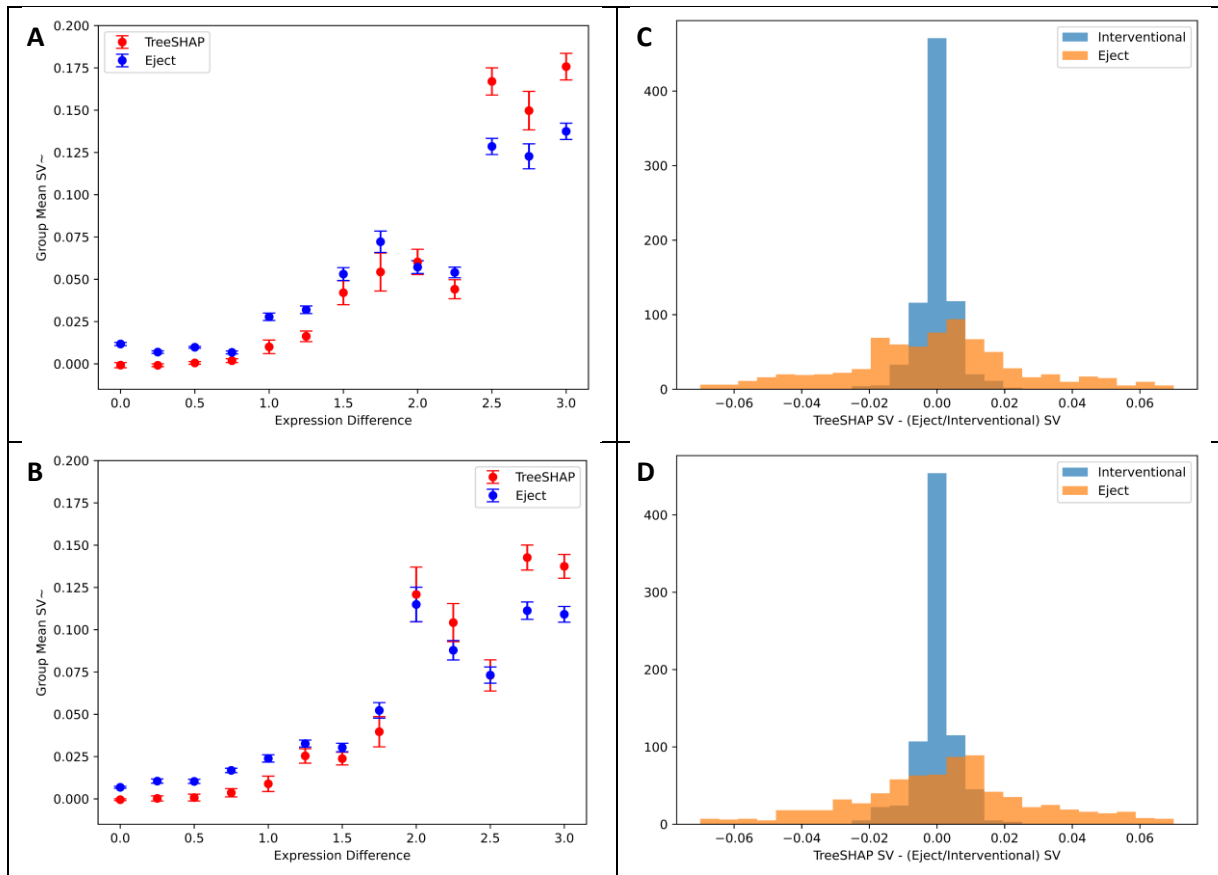 A
TreeSHAP
Eject
0.200
0.175
0.150
0.125
0.100
0.075
0.050
0.025
0.000
Group Mean SV~
0.0 0.5 1.0 1.5 2.0 2.5 3.0
Expression Difference
C
Interventional
Eject
400
300
200
100
0
−0.06 −0.04 −0.02 0.00 0.02 0.04 0.06
TreeSHAP SV - (Eject/Interventional) SV
B
TreeSHAP
Eject
0.200
0.175
0.150
0.125
0.100
0.075
0.050
0.025
0.000
Group Mean SV~
0.0 0.5 1.0 1.5 2.0 2.5 3.0
Expression Difference
D
Interventional
Eject
400
300
200
100
0
−0.06 −0.04 −0.02 0.00 0.02 0.04 0.06
TreeSHAP SV - (Eject/Interventional) SV